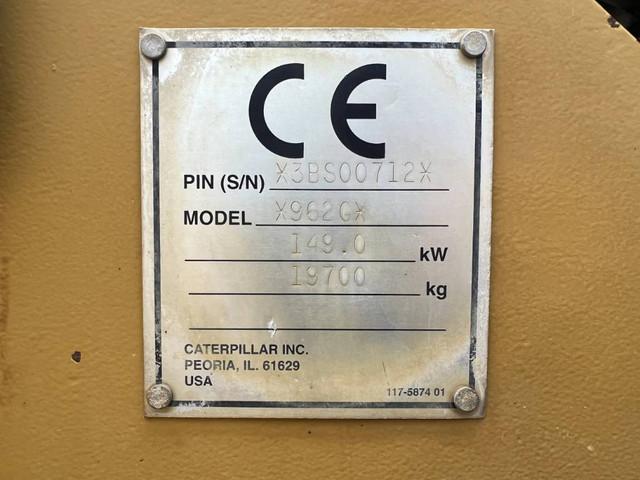 CE
PIN (S/N) X3BS00712X
MODEL X962GX
149.0 kW
19700 kg
CATERPILLAR INC.
PEORIA, IL. 61629
USA
117-5874 01